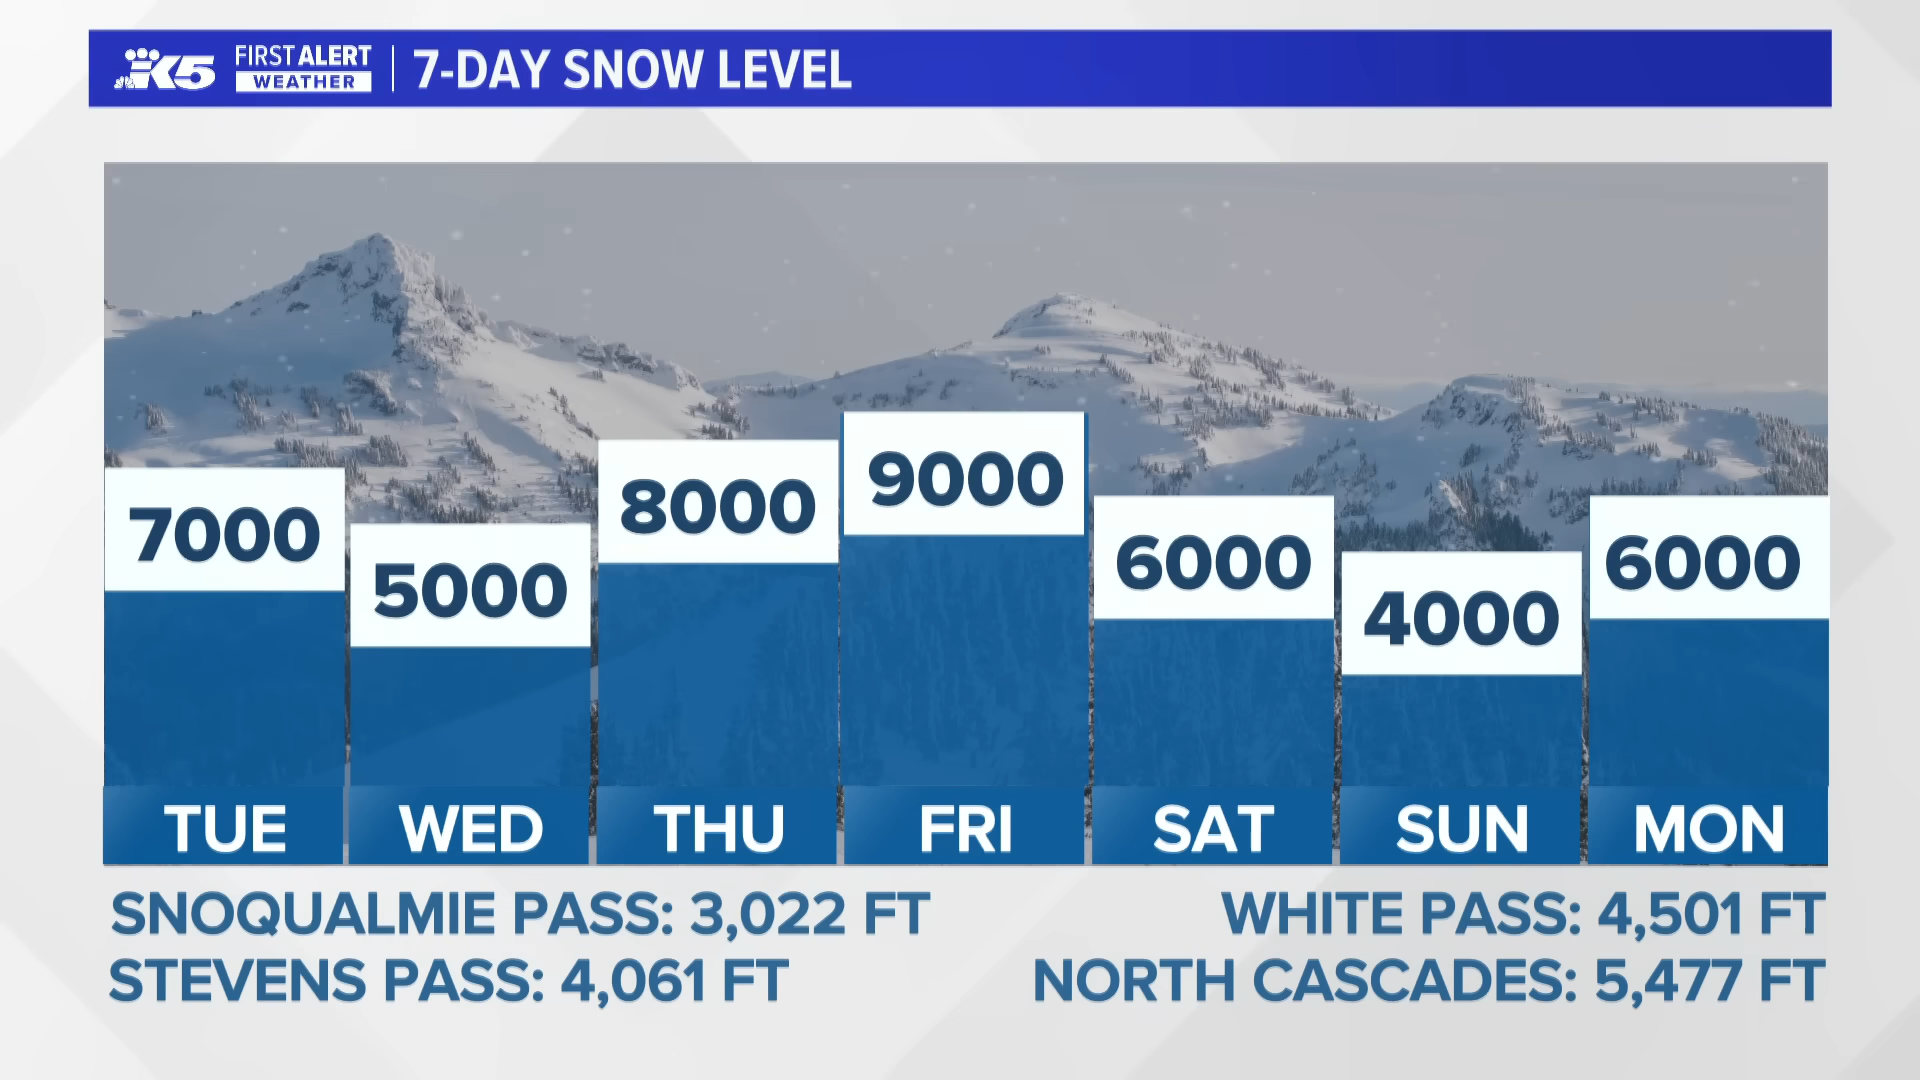 K5 FIRST ALERT WEATHER 7-DAY SNOW LEVEL
7000
5000
8000
9000
6000
4000
6000
TUE WED THU FRI SAT SUN MON
SNOQUALMIE PASS: 3,022 FT
STEVENS PASS: 4,061 FT
WHITE PASS: 4,501 FT
NORTH CASCADES: 5,477 FT